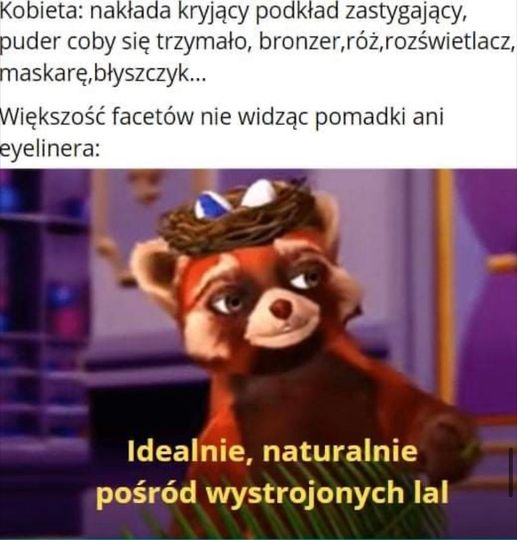 Kobieta: nakłada kryjący podkład zastygający,
puder coby się trzymało, bronzer,róż,rozświetlacz,
maskarę,błyszczyk...
Większość facetów nie widząc pomadki ani
eyelinera:
Idealnie, naturalnie
pośród wystrojonych lal